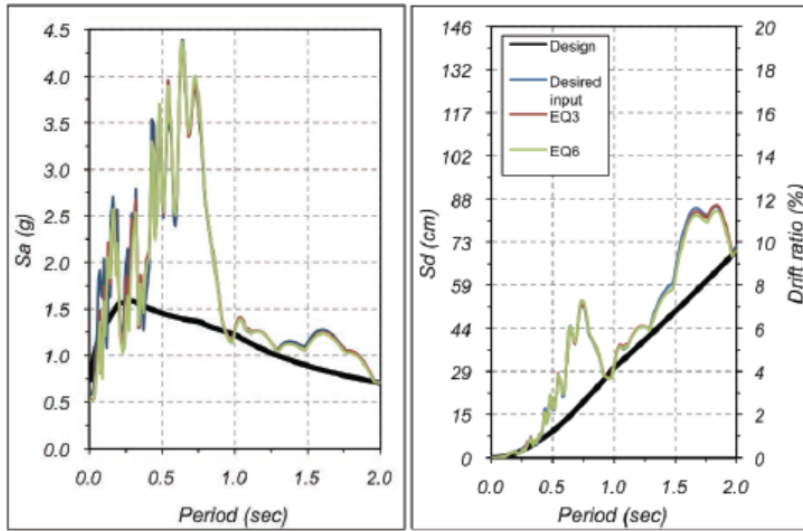 4.5
4.0
3.5
3.0
2.5
2.0
1.5
1.0
0.5
0.0
Sa (g)
0.0 0.5 1.0 1.5 2.0
Period (sec)
146
132
117
102
88
73
59
44
29
15
0
Sd (cm)
Design
Desired
input
EQ3
EQ6
20
18
16
14
12
10
8
6
4
2
0
Drift ratio (%)
0.0 0.5 1.0 1.5 2.0
Period (sec)